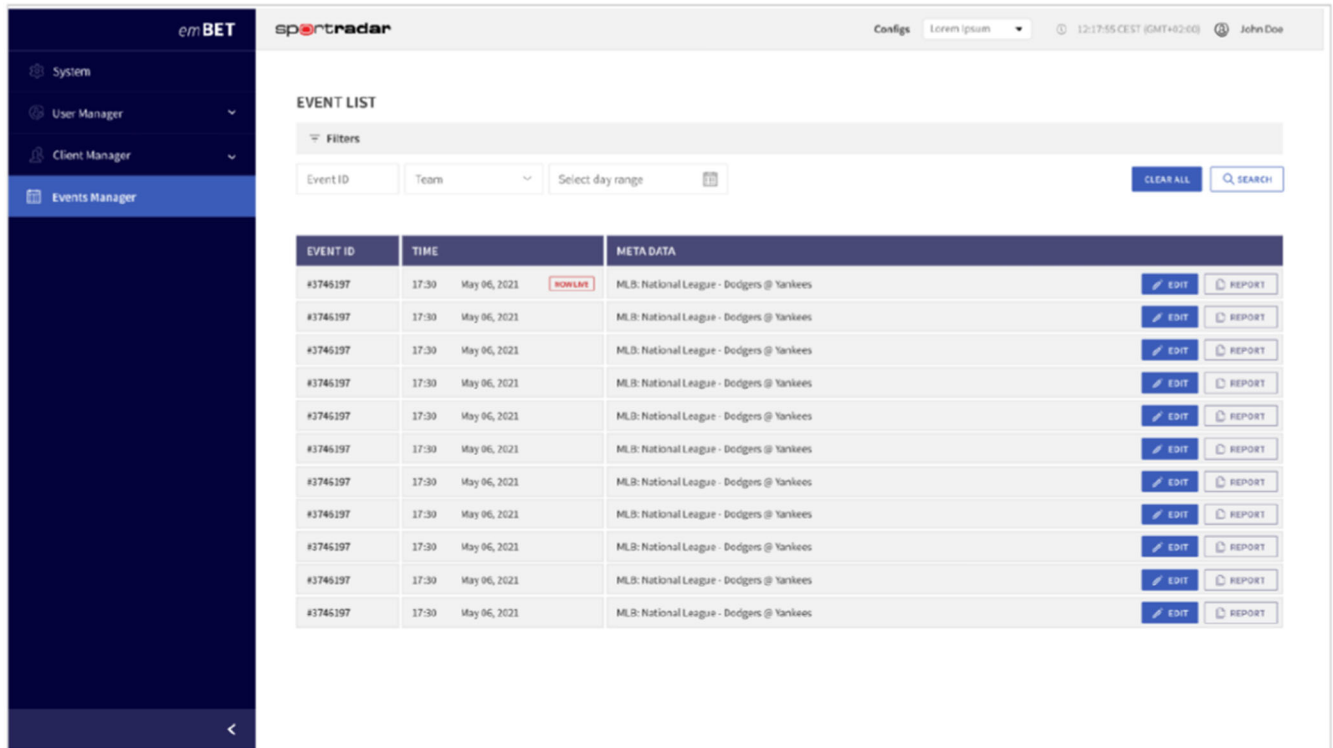 emBET
sportradar
Configs Lorem Ipsum 12:17:55 CEST (GMT+02:00) John Doe
System
User Manager
Client Manager
Events Manager
EVENT LIST
Filters
Event ID Team Select day range CLEAR ALL SEARCH
EVENT ID TIME META DATA
#3746197 17:30 May 06, 2021 NOW LIVE MLB: National League - Dodgers @ Yankees EDIT REPORT
#3746197 17:30 May 06, 2021 MLB: National League - Dodgers @ Yankees EDIT REPORT
#3746197 17:30 May 06, 2021 MLB: National League - Dodgers @ Yankees EDIT REPORT
#3746197 17:30 May 06, 2021 MLB: National League - Dodgers @ Yankees EDIT REPORT
#3746197 17:30 May 06, 2021 MLB: National League - Dodgers @ Yankees EDIT REPORT
#3746197 17:30 May 06, 2021 MLB: National League - Dodgers @ Yankees EDIT REPORT
#3746197 17:30 May 06, 2021 MLB: National League - Dodgers @ Yankees EDIT REPORT
#3746197 17:30 May 06, 2021 MLB: National League - Dodgers @ Yankees EDIT REPORT
#3746197 17:30 May 06, 2021 MLB: National League - Dodgers @ Yankees EDIT REPORT
#3746197 17:30 May 06, 2021 MLB: National League - Dodgers @ Yankees EDIT REPORT
#3746197 17:30 May 06, 2021 MLB: National League - Dodgers @ Yankees EDIT REPORT